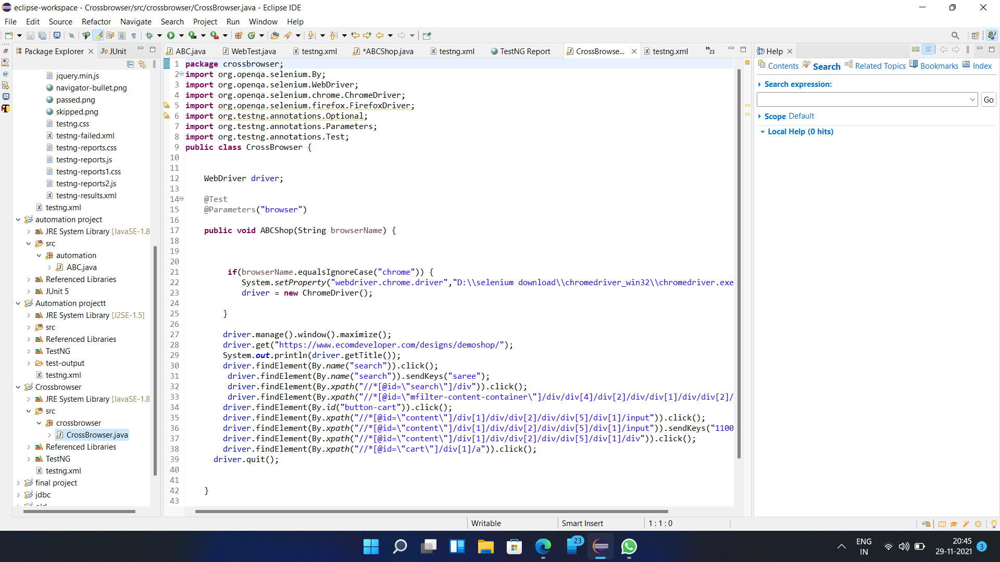 eclipse-workspace - Crossbrowser/src/crossbrowser/CrossBrowser.java - Eclipse IDE
File Edit Source Refactor Navigate Search Project Run Window Help
Package Explorer JUnit
jquery.min.js
navigator-bullet.png
passed.png
skipped.png
testng.css
testng-failed.xml
testng-reports.css
testng-reports.js
testng-reports1.css
testng-reports2.js
testng-results.xml
testng.xml
automation project
JRE System Library [JavaSE-1.8
src
automation
ABC.java
Referenced Libraries
JUnit 5
Automation projectt
JRE System Library [J2SE-1.5]
src
Referenced Libraries
TestNG
test-output
testng.xml
Crossbrowser
JRE System Library [JavaSE-1.8
src
crossbrowser
CrossBrowser.java
Referenced Libraries
TestNG
testng.xml
final project
jdbc
ABC.java WebTest.java testng.xml *ABCShop.java testng.xml TestNG Report CrossBrowse... testng.xml »23
1 package crossbrowser;
2 import org.openqa.selenium.By;
3 import org.openqa.selenium.WebDriver;
4 import org.openqa.selenium.chrome.ChromeDriver;
5 import org.openqa.selenium.firefox.FirefoxDriver;
6 import org.testng.annotations.Optional;
7 import org.testng.annotations.Parameters;
8 import org.testng.annotations.Test;
9 public class CrossBrowser {
10
11
12 WebDriver driver;
13
14 @Test
15 @Parameters("browser")
16
17 public void ABCShop(String browserName) {
18
19
20
21 if(browserName.equalsIgnoreCase("chrome")) {
22 System.setProperty("webdriver.chrome.driver","D:\\selenium download\\chromedriver_win32\\chromedriver.exe
23 driver = new ChromeDriver();
24
25 }
26
27 driver.manage().window().maximize();
28 driver.get("https://www.ecomdeveloper.com/designs/demoshop/");
29 System.out.println(driver.getTitle());
30 driver.findElement(By.name("search")).click();
31 driver.findElement(By.name("search")).sendKeys("saree");
32 driver.findElement(By.xpath("//*[@id=\"search\"]/div")).click();
33 driver.findElement(By.xpath("//*[@id=\"mfilter-content-container\"]/div/div[4]/div[2]/div/div[1]/div/div[2]/
34 driver.findElement(By.id("button-cart")).click();
35 driver.findElement(By.xpath("//*[@id=\"content\"]/div[1]/div/div[2]/div/div[5]/div[1]/input")).click();
36 driver.findElement(By.xpath("//*[@id=\"content\"]/div[1]/div/div[2]/div/div[5]/div[1]/input")).sendKeys("1100
37 driver.findElement(By.xpath("//*[@id=\"content\"]/div[1]/div/div[2]/div/div[5]/div[1]/div")).click();
38 driver.findElement(By.xpath("//*[@id=\"cart\"]/div[1]/a")).click();
39 driver.quit();
40
41
42 }
43
Help
Contents Search Related Topics Bookmarks Index
Search expression:
Go
Scope Default
Local Help (0 hits)
Writable Smart Insert 1 : 1 : 0
23
ENG
IN
20:45
29-11-2021
3